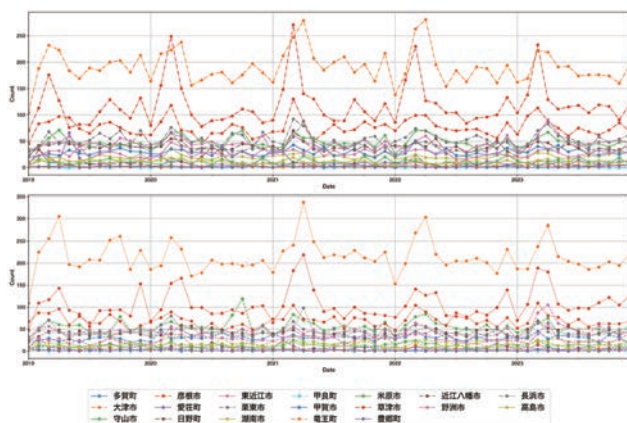 250
200
150
100
50
0
Count
2019 2020 2021 2022 2023
Date
350
300
250
200
150
100
50
0
Count
2019 2020 2021 2022 2023
Date
多賀町 彦根市 東近江市 甲良町 米原市 近江八幡市 長浜市
大津市 愛荘町 栗東市 甲賀市 草津市 野洲市 高島市
守山市 日野町 湖南市 竜王町 豊郷町